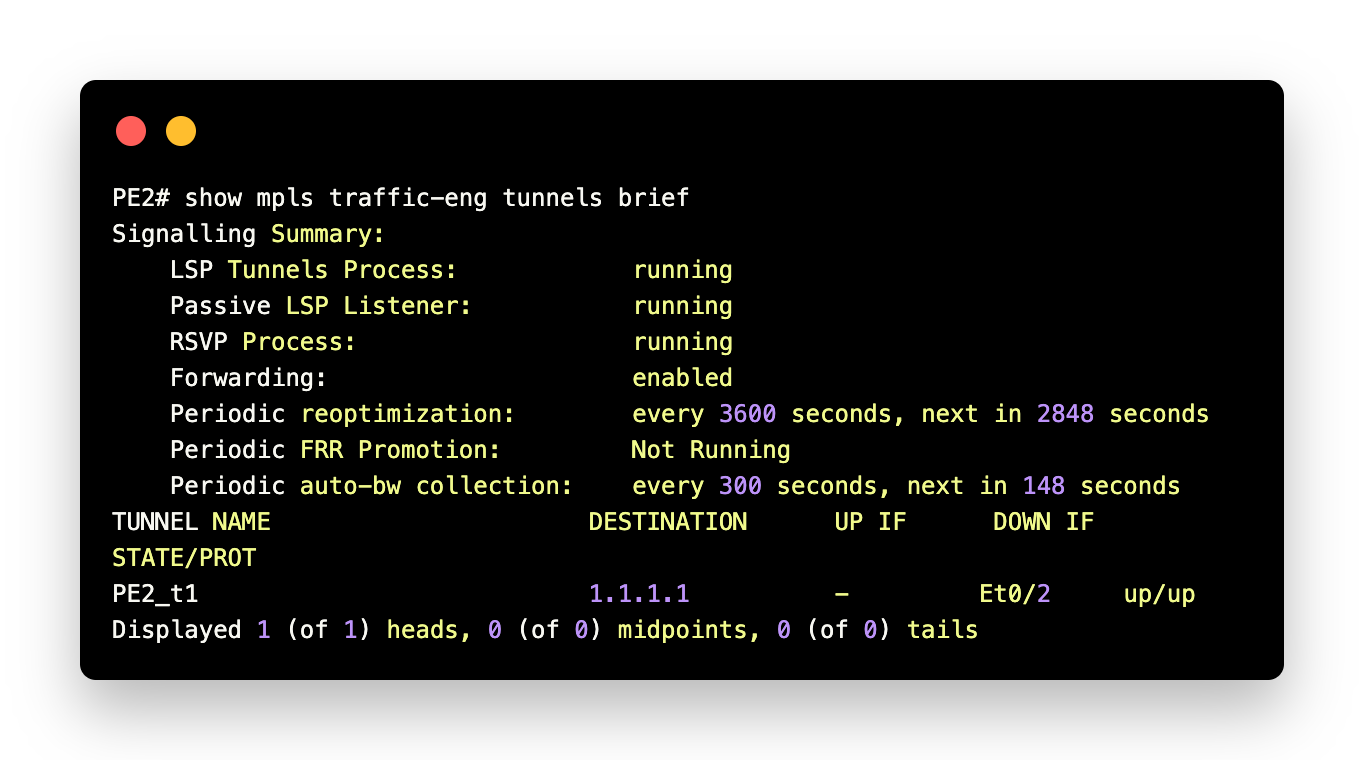 PE2# show mpls traffic-eng tunnels brief
Signalling Summary:
    LSP Tunnels Process:            running
    Passive LSP Listener:           running
    RSVP Process:                   running
    Forwarding:                     enabled
    Periodic reoptimization:        every 3600 seconds, next in 2848 seconds
    Periodic FRR Promotion:         Not Running
    Periodic auto-bw collection:    every 300 seconds, next in 148 seconds
TUNNEL NAME                      DESTINATION      UP IF      DOWN IF
STATE/PROT
PE2_t1                           1.1.1.1          -         Et0/2     up/up
Displayed 1 (of 1) heads, 0 (of 0) midpoints, 0 (of 0) tails